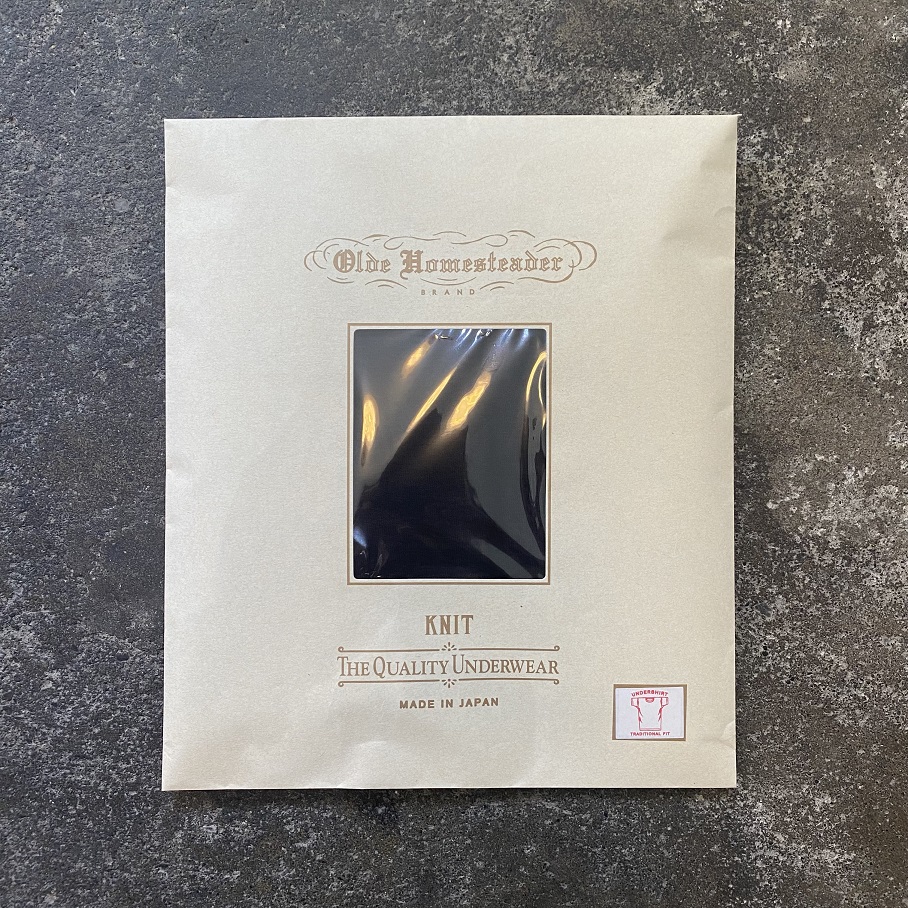 Olde Homesteader
BRAND
KNIT
THE QUALITY UNDERWEAR
MADE IN JAPAN
UNDERSHIRT
TRADITIONAL FIT